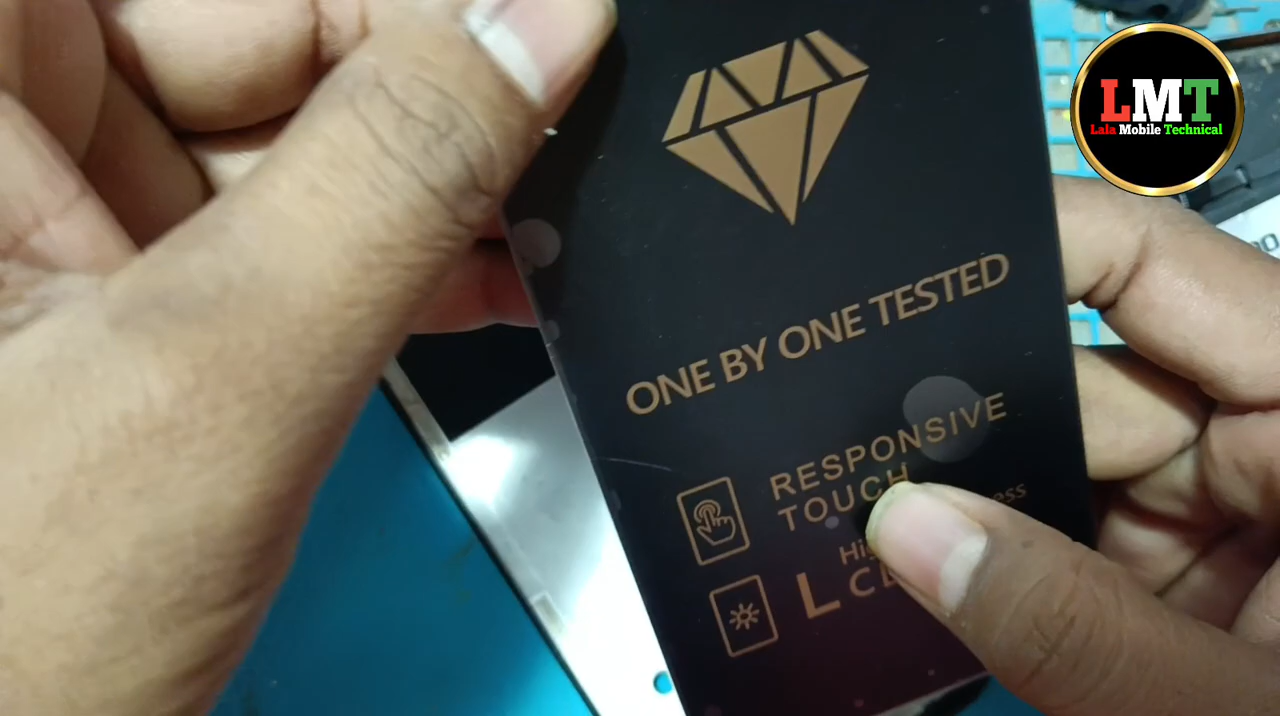 LMT
Lala Mobile Technical
ONE BY ONE TESTED
RESPONSIVE
TOUCH